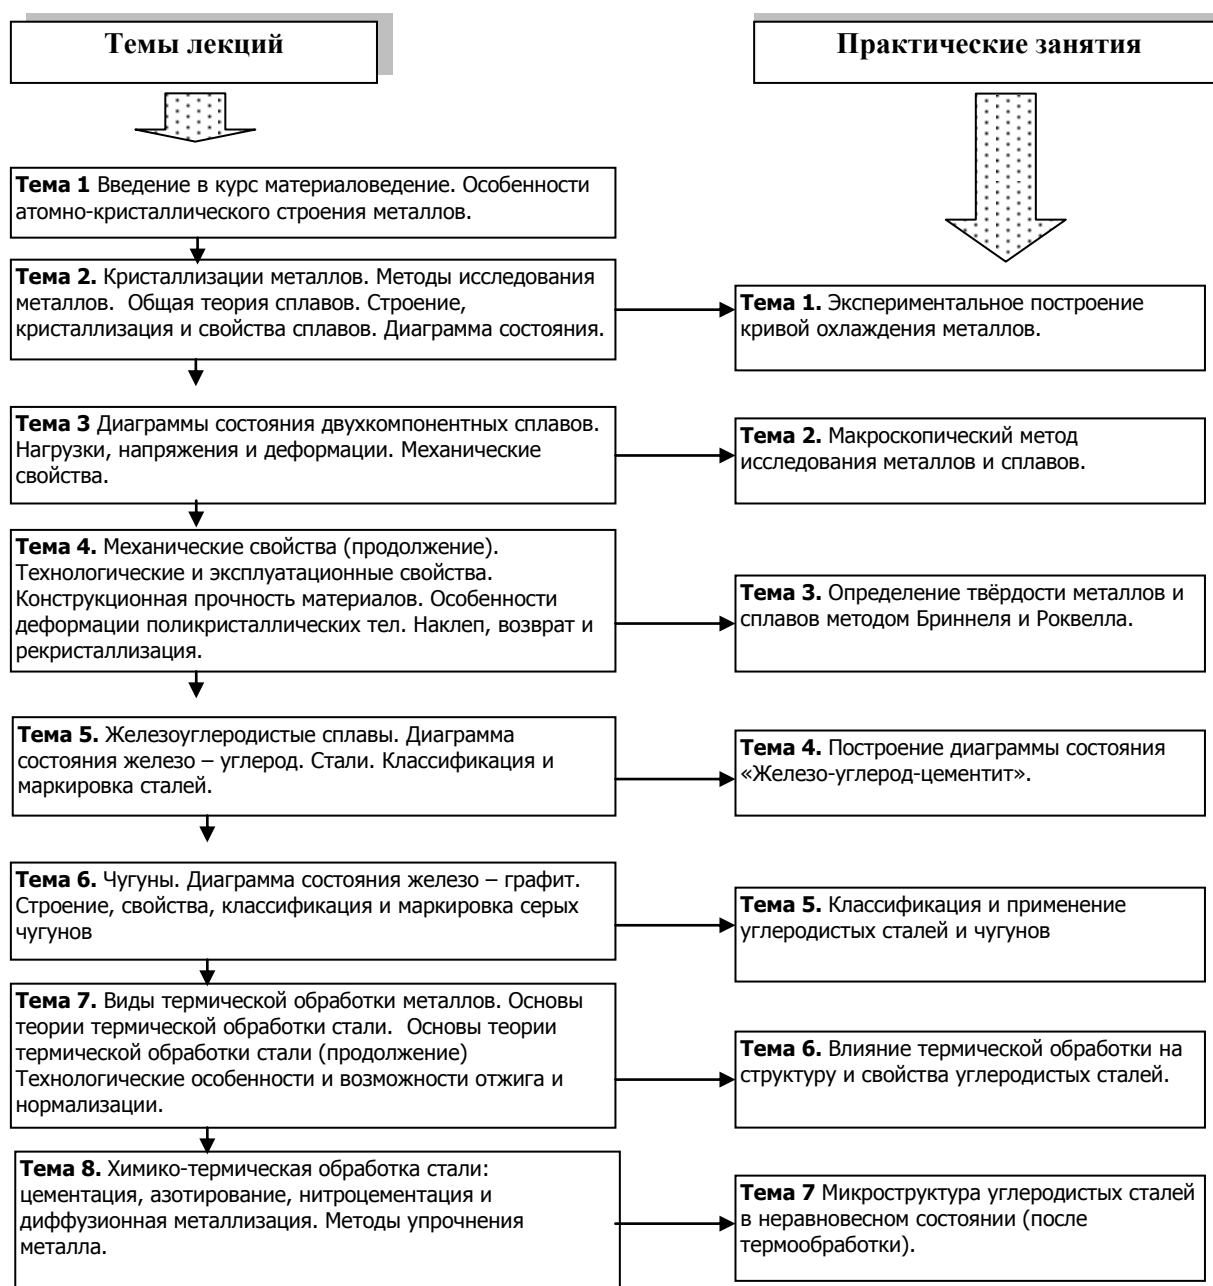 Темы лекций
Практические занятия
Тема 1 Введение в курс материаловедение. Особенности
атомно-кристаллического строения металлов.
Тема 2. Кристаллизации металлов. Методы исследования
металлов.  Общая теория сплавов. Строение,
кристаллизация и свойства сплавов. Диаграмма состояния.
Тема 1. Экспериментальное построение
кривой охлаждения металлов.
Тема 3 Диаграммы состояния двухкомпонентных сплавов.
Нагрузки, напряжения и деформации. Механические
свойства.
Тема 2. Макроскопический метод
исследования металлов и сплавов.
Тема 4. Механические свойства (продолжение).
Технологические и эксплуатационные свойства.
Конструкционная прочность материалов. Особенности
деформации поликристаллических тел. Наклеп, возврат и
рекристаллизация.
Тема 3. Определение твёрдости металлов и
сплавов методом Бриннеля и Роквелла.
Тема 5. Железоуглеродистые сплавы. Диаграмма
состояния железо – углерод. Стали. Классификация и
маркировка сталей.
Тема 4. Построение диаграммы состояния
«Железо-углерод-цементит».
Тема 6. Чугуны. Диаграмма состояния железо – графит.
Строение, свойства, классификация и маркировка серых
чугунов
Тема 5. Классификация и применение
углеродистых сталей и чугунов
Тема 7. Виды термической обработки металлов. Основы
теории термической обработки стали.  Основы теории
термической обработки стали (продолжение)
Технологические особенности и возможности отжига и
нормализации.
Тема 6. Влияние термической обработки на
структуру и свойства углеродистых сталей.
Тема 8. Химико-термическая обработка стали:
цементация, азотирование, нитроцементация и
диффузионная металлизация. Методы упрочнения
металла.
Тема 7 Микроструктура углеродистых сталей
в неравновесном состоянии (после
термообработки).